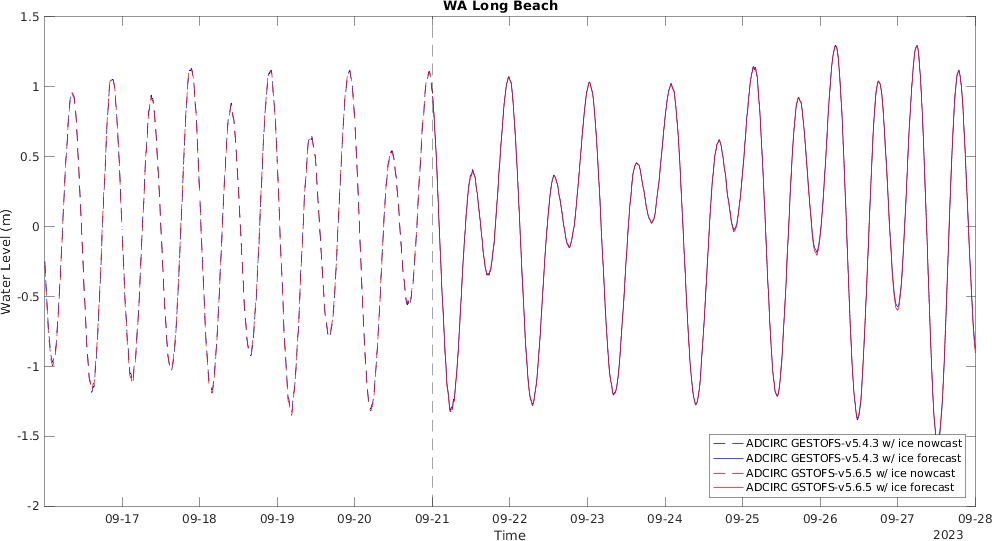 WA Long Beach
1.5
1
0.5
0
-0.5
-1
-1.5
-2
Water Level (m)
ADCIRC GESTOFS-v5.4.3 w/ ice nowcast
ADCIRC GESTOFS-v5.4.3 w/ ice forecast
ADCIRC GSTOFS-v5.6.5 w/ ice nowcast
ADCIRC GSTOFS-v5.6.5 w/ ice forecast
09-17 09-18 09-19 09-20 09-21 09-22 09-23 09-24 09-25 09-26 09-27 09-28
Time
2023